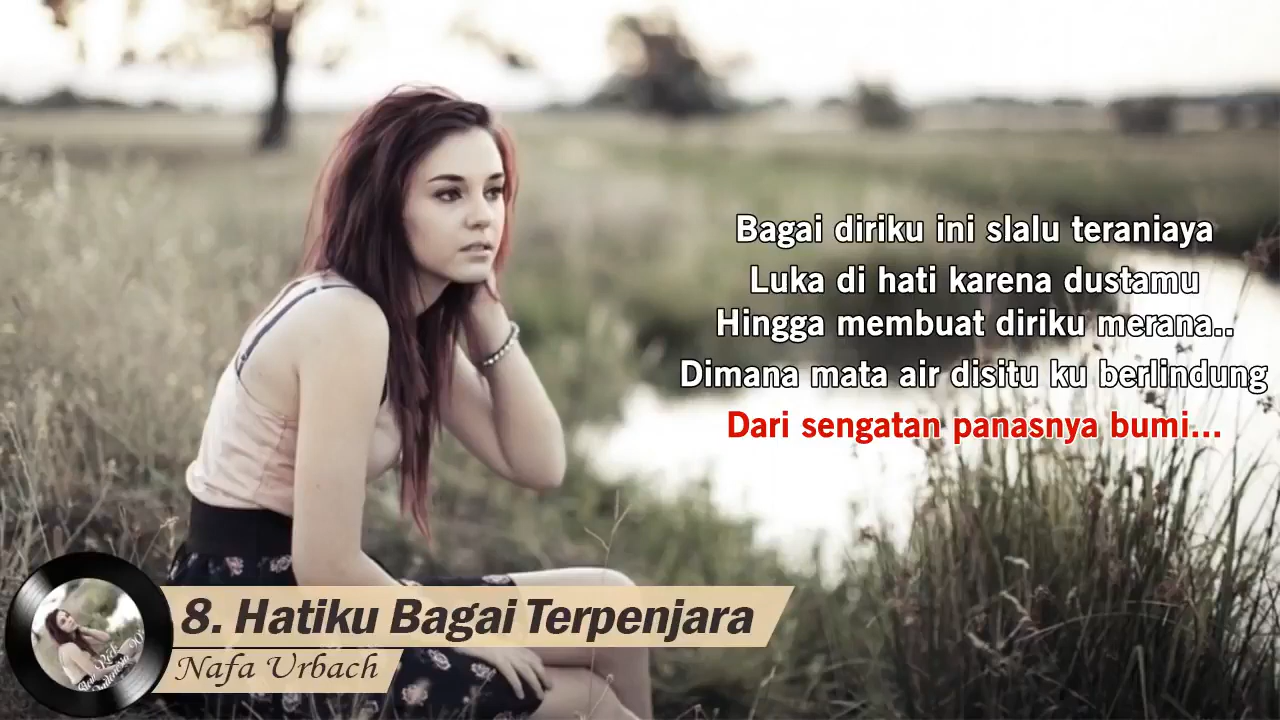 Bagai diriku ini slalu teraniaya
Luka di hati karena dustamu
Hingga membuat diriku merana..
Dimana mata air disitu ku berlindung
Dari sengatan panasnya bumi...
8. Hatiku Bagai Terpenjara
Nafa Urbach